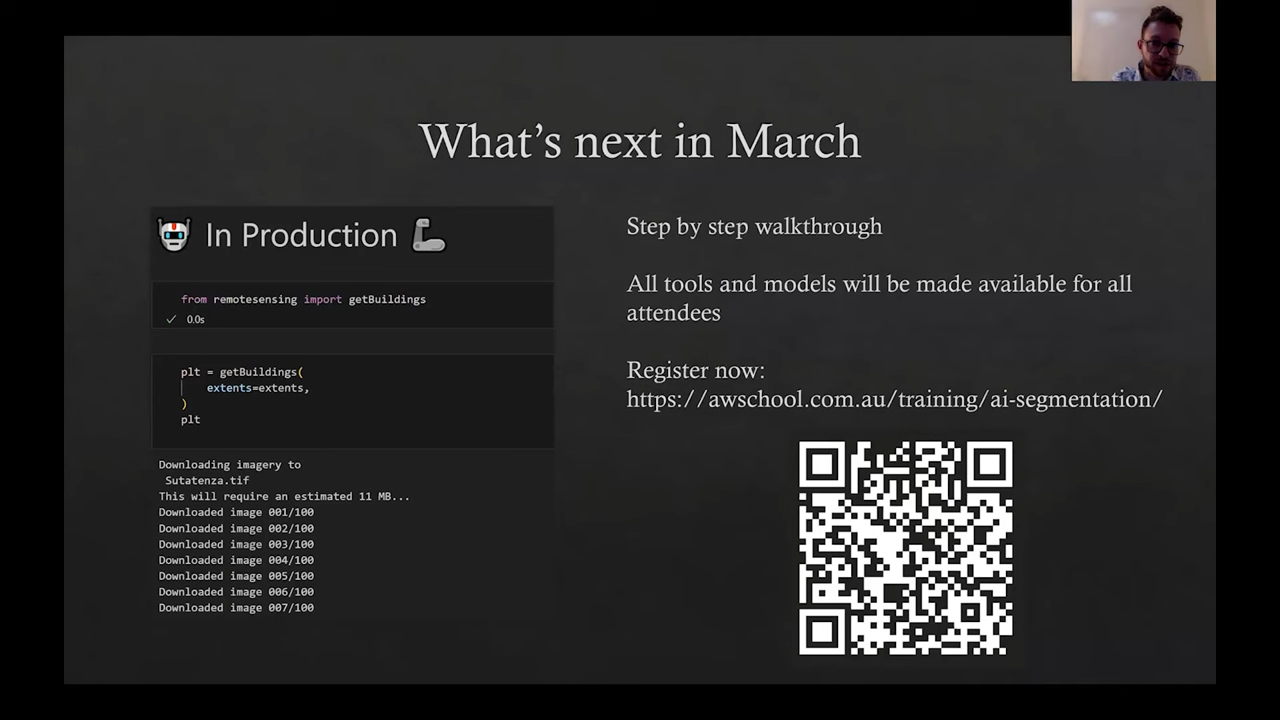 What's next in March
In Production
from remotesensing import getBuildings
0.0s
plt = getBuildings(
extents=extents,
)
plt
Downloading imagery to
Sutatenza.tif
This will require an estimated 11 MB...
Downloaded image 001/100
Downloaded image 002/100
Downloaded image 003/100
Downloaded image 004/100
Downloaded image 005/100
Downloaded image 006/100
Downloaded image 007/100
Step by step walkthrough
All tools and models will be made available for all
attendees
Register now:
https://awschool.com.au/training/ai-segmentation/